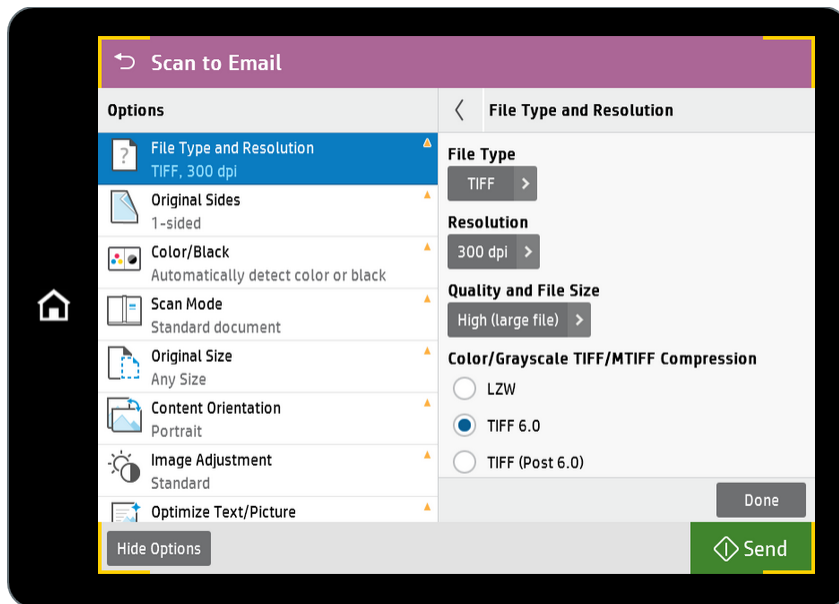 Scan to Email
Options
File Type and Resolution
TIFF, 300 dpi
Original Sides
1-sided
Color/Black
Automatically detect color or black
Scan Mode
Standard document
Original Size
Any Size
Content Orientation
Portrait
Image Adjustment
Standard
Optimize Text/Picture
Hide Options
File Type and Resolution
File Type
TIFF
Resolution
300 dpi
Quality and File Size
High (large file)
Color/Grayscale TIFF/MTIFF Compression
LZW
TIFF 6.0
TIFF (Post 6.0)
Done
Send